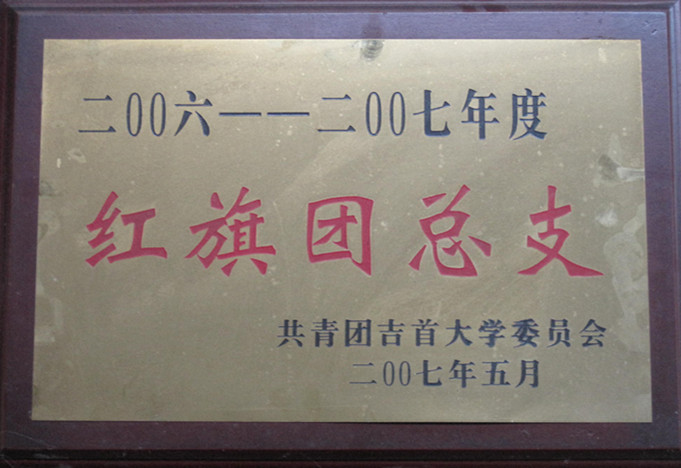 二00六——二00七年度
红旗团总支
共青团吉首大学委员会
二00七年五月